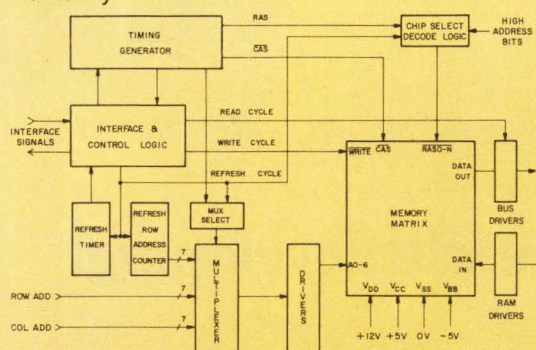 RAS
TIMING
GENERATOR
CHIP SELECT
DECODE LOGIC
HIGH
ADDRESS
BITS
CAS
READ CYCLE
INTERFACE
SIGNALS
INTERFACE &
CONTROL LOGIC
WRITE CYCLE
WRITE
CAS
RASO-N
DATA
OUT
BUS
DRIVERS
REFRESH CYCLE
MUX
SELECT
REFRESH
TIMER
REFRESH
ROW
ADDRESS
COUNTER
7
MULTIPLEXER
DRIVERS
MEMORY
MATRIX
AO-6
DATA
IN
RAM
DRIVERS
ROW ADD
7
VDD VCC VSS VBB
COL ADD
7
+12V +5V 0V -5V